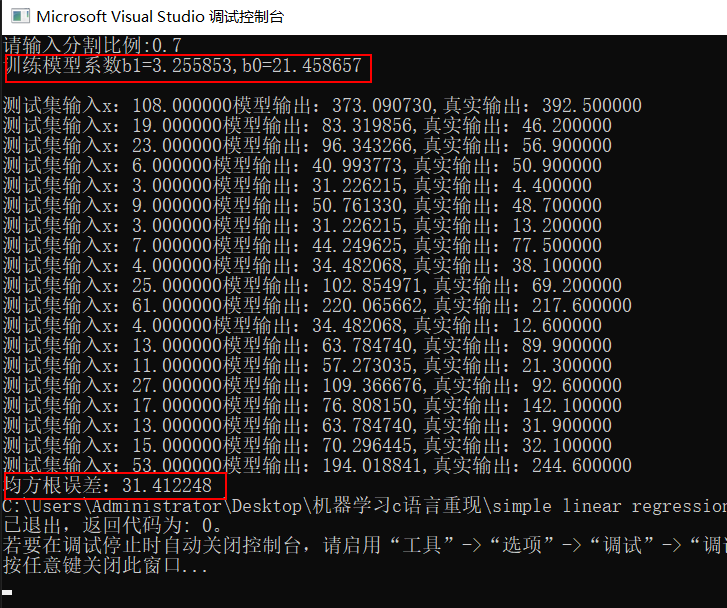 Microsoft Visual Studio 调试控制台
请输入分割比例:0.7
训练模型系数b1=3.255853,b0=21.458657
测试集输入x: 108.000000模型输出: 373.090730,真实输出: 392.500000
测试集输入x: 19.000000模型输出: 83.319856,真实输出: 46.200000
测试集输入x: 23.000000模型输出: 96.343266,真实输出: 56.900000
测试集输入x: 6.000000模型输出: 40.993773,真实输出: 50.900000
测试集输入x: 3.000000模型输出: 31.226215,真实输出: 4.400000
测试集输入x: 9.000000模型输出: 50.761330,真实输出: 48.700000
测试集输入x: 3.000000模型输出: 31.226215,真实输出: 13.200000
测试集输入x: 7.000000模型输出: 44.249625,真实输出: 77.500000
测试集输入x: 4.000000模型输出: 34.482068,真实输出: 38.100000
测试集输入x: 25.000000模型输出: 102.854971,真实输出: 69.200000
测试集输入x: 61.000000模型输出: 220.065662,真实输出: 217.600000
测试集输入x: 4.000000模型输出: 34.482068,真实输出: 12.600000
测试集输入x: 13.000000模型输出: 63.784740,真实输出: 89.900000
测试集输入x: 11.000000模型输出: 57.273035,真实输出: 21.300000
测试集输入x: 27.000000模型输出: 109.366676,真实输出: 92.600000
测试集输入x: 17.000000模型输出: 76.808150,真实输出: 142.100000
测试集输入x: 13.000000模型输出: 63.784740,真实输出: 31.900000
测试集输入x: 15.000000模型输出: 70.296445,真实输出: 32.100000
测试集输入x: 53.000000模型输出: 194.018841,真实输出: 244.600000
均方根误差: 31.412248
C:\Users\Administrator\Desktop\机器学习c语言重现\simple linear regression
已退出，返回代码为: 0。
若要在调试停止时自动关闭控制台，请启用“工具”->“选项”->“调试”->“调试
按任意键关闭此窗口...